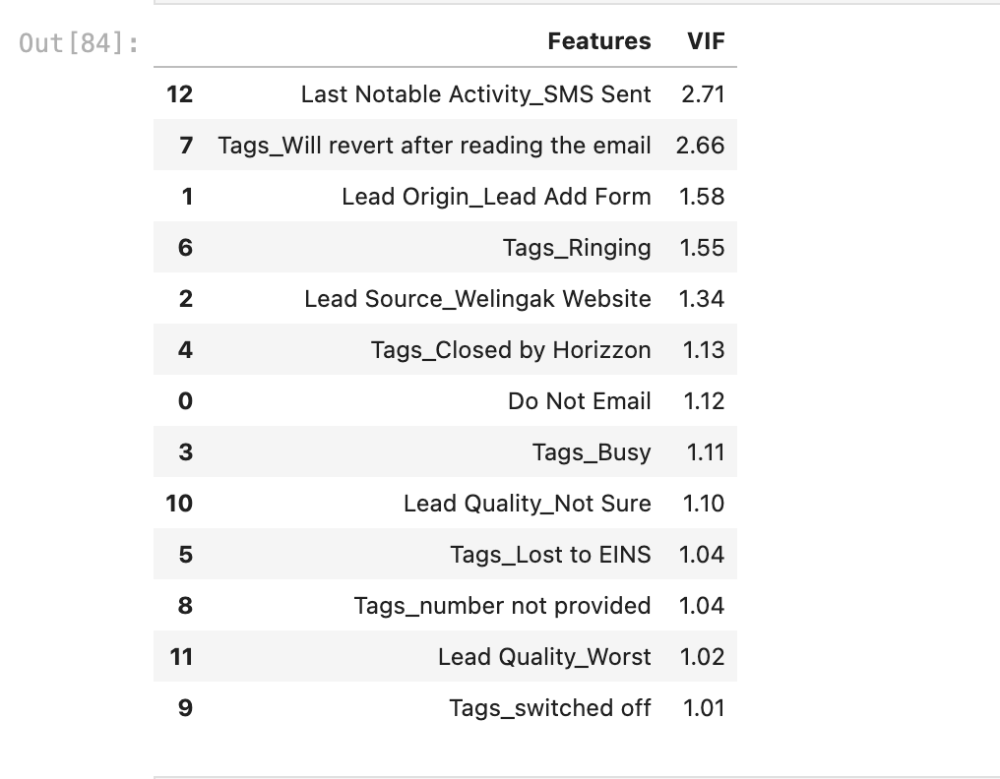 Out[84]:
Features VIF
12 Last Notable Activity_SMS Sent 2.71
7 Tags_Will revert after reading the email 2.66
1 Lead Origin_Lead Add Form 1.58
6 Tags_Ringing 1.55
2 Lead Source_Welingak Website 1.34
4 Tags_Closed by Horizzon 1.13
0 Do Not Email 1.12
3 Tags_Busy 1.11
10 Lead Quality_Not Sure 1.10
5 Tags_Lost to EINS 1.04
8 Tags_number not provided 1.04
11 Lead Quality_Worst 1.02
9 Tags_switched off 1.01